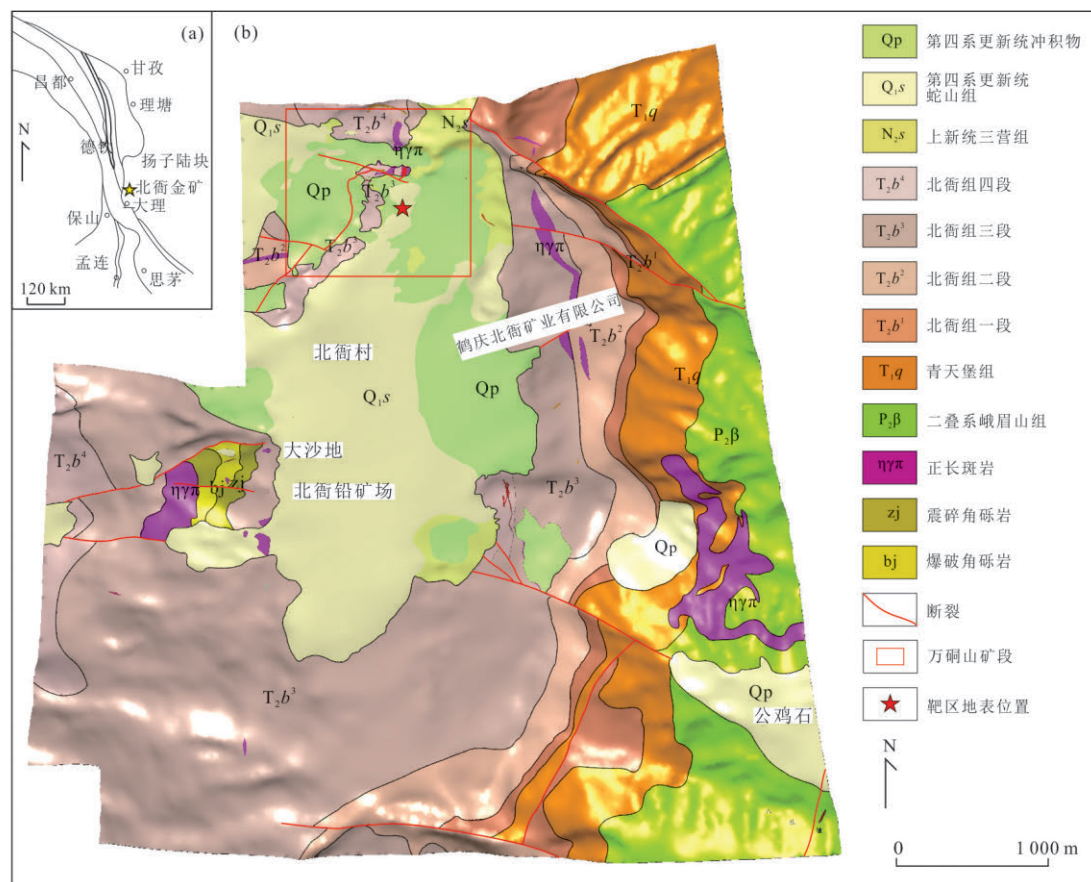 (a)
甘孜
昌都
理塘
N
德钦
扬子陆块
北衙金矿
大理
保山
孟连
思茅
120 km
(b)
Q₁s
T₂b⁴
N₂s
T₁q
ηγπ
Qp
T₂b³
T₂b²
T₂b³
ηγπ
T₂b¹
鹤庆北衙矿业有限公司
T₂b²
北衙村
Q₁s
Qp
T₁q
P₂β
T₂b⁴
大沙地
ηγπ
bj
zj
北衙铅矿场
T₂b³
Qp
ηγπ
T₂b³
Qp
公鸡石
Qp 第四系更新统冲积物
Q₁s 第四系更新统
蛇山组
N₂s 上新统三营组
T₂b⁴ 北衙组四段
T₂b³ 北衙组三段
T₂b² 北衙组二段
T₂b¹ 北衙组一段
T₁q 青天堡组
P₂β 二叠系峨眉山组
ηγπ 正长斑岩
zj 震碎角砾岩
bj 爆破角砾岩
断裂
万硐山矿段
靶区地表位置
N
0 1 000 m